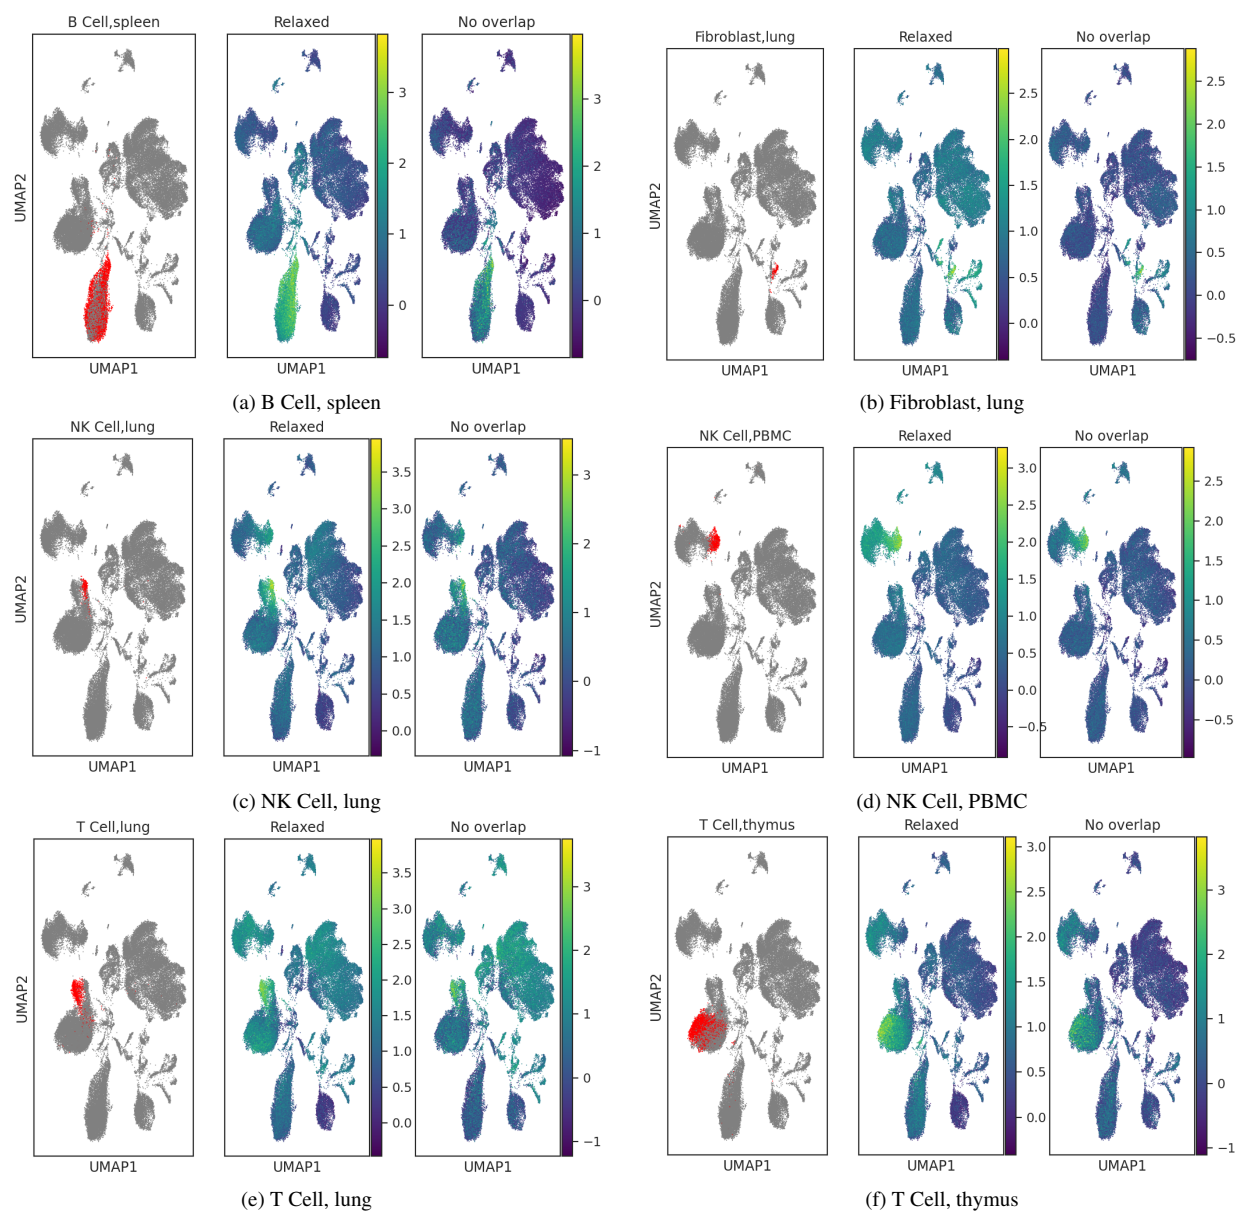 B Cell,spleen
Relaxed
No overlap
UMAP2
3
2
1
0
3
2
1
0
UMAP1
UMAP1
UMAP1
(a) B Cell, spleen
Fibroblast,lung
Relaxed
No overlap
UMAP2
2.5
2.0
1.5
1.0
0.5
0.0
2.5
2.0
1.5
1.0
0.5
0.0
−0.5
UMAP1
UMAP1
UMAP1
(b) Fibroblast, lung
NK Cell,lung
Relaxed
No overlap
UMAP2
3.5
3.0
2.5
2.0
1.5
1.0
0.5
0.0
3
2
1
0
−1
UMAP1
UMAP1
UMAP1
(c) NK Cell, lung
NK Cell,PBMC
Relaxed
No overlap
UMAP2
3.0
2.5
2.0
1.5
1.0
0.5
0.0
−0.5
2.5
2.0
1.5
1.0
0.5
0.0
−0.5
UMAP1
UMAP1
UMAP1
(d) NK Cell, PBMC
T Cell,lung
Relaxed
No overlap
UMAP2
3.5
3.0
2.5
2.0
1.5
1.0
0.5
0.0
3
2
1
0
−1
UMAP1
UMAP1
UMAP1
(e) T Cell, lung
T Cell,thymus
Relaxed
No overlap
UMAP2
3.0
2.5
2.0
1.5
1.0
0.5
0.0
3
2
1
0
−1
UMAP1
UMAP1
UMAP1
(f) T Cell, thymus